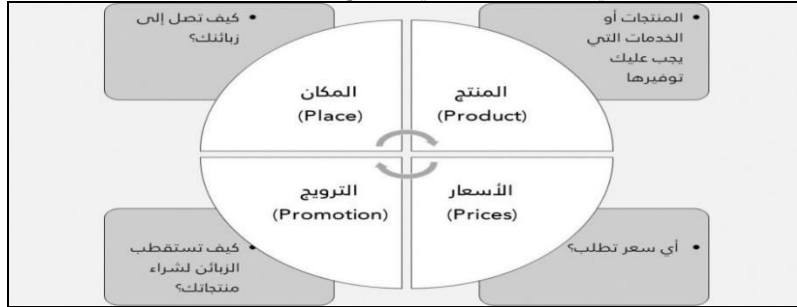 • المنتجات أو
الخدمات التي
يجب عليك
توفيرها
• كيف تصل إلى
زبائنك؟
المنتج
(Product)
المكان
(Place)
الأسعار
(Prices)
الترويج
(Promotion)
• أي سعر تطلب؟
• كيف تستقطب
الزبائن لشراء
منتجاتك؟